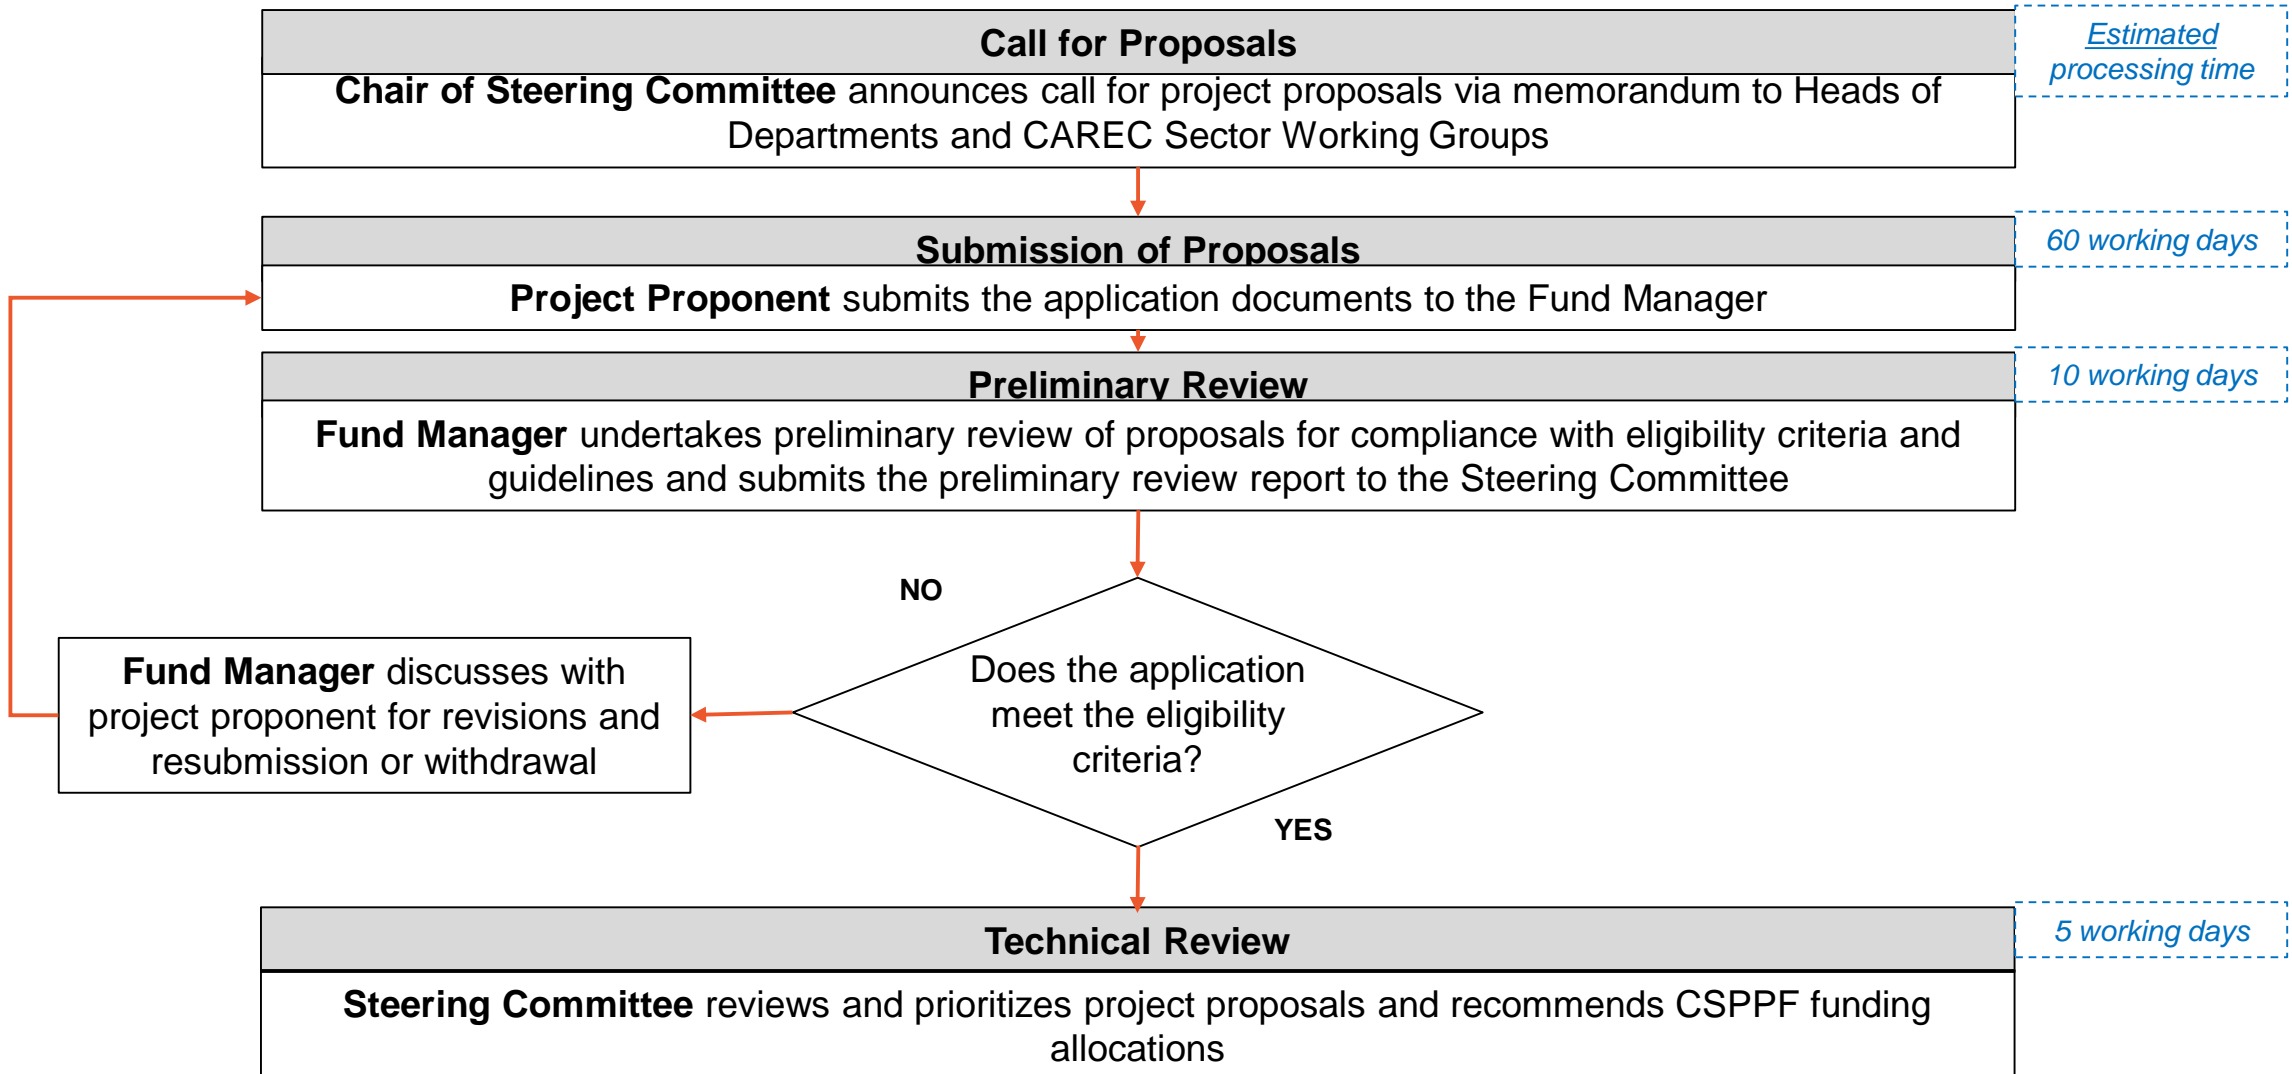 Call for Proposals
Estimated
processing time
Chair of Steering Committee announces call for project proposals via memorandum to Heads of
Departments and CAREC Sector Working Groups
Submission of Proposals
60 working days
Project Proponent submits the application documents to the Fund Manager
Preliminary Review
10 working days
Fund Manager undertakes preliminary review of proposals for compliance with eligibility criteria and
guidelines and submits the preliminary review report to the Steering Committee
NO
Does the application
meet the eligibility
criteria?
Fund Manager discusses with
project proponent for revisions and
resubmission or withdrawal
YES
Technical Review
5 working days
Steering Committee reviews and prioritizes project proposals and recommends CSPPF funding
allocations